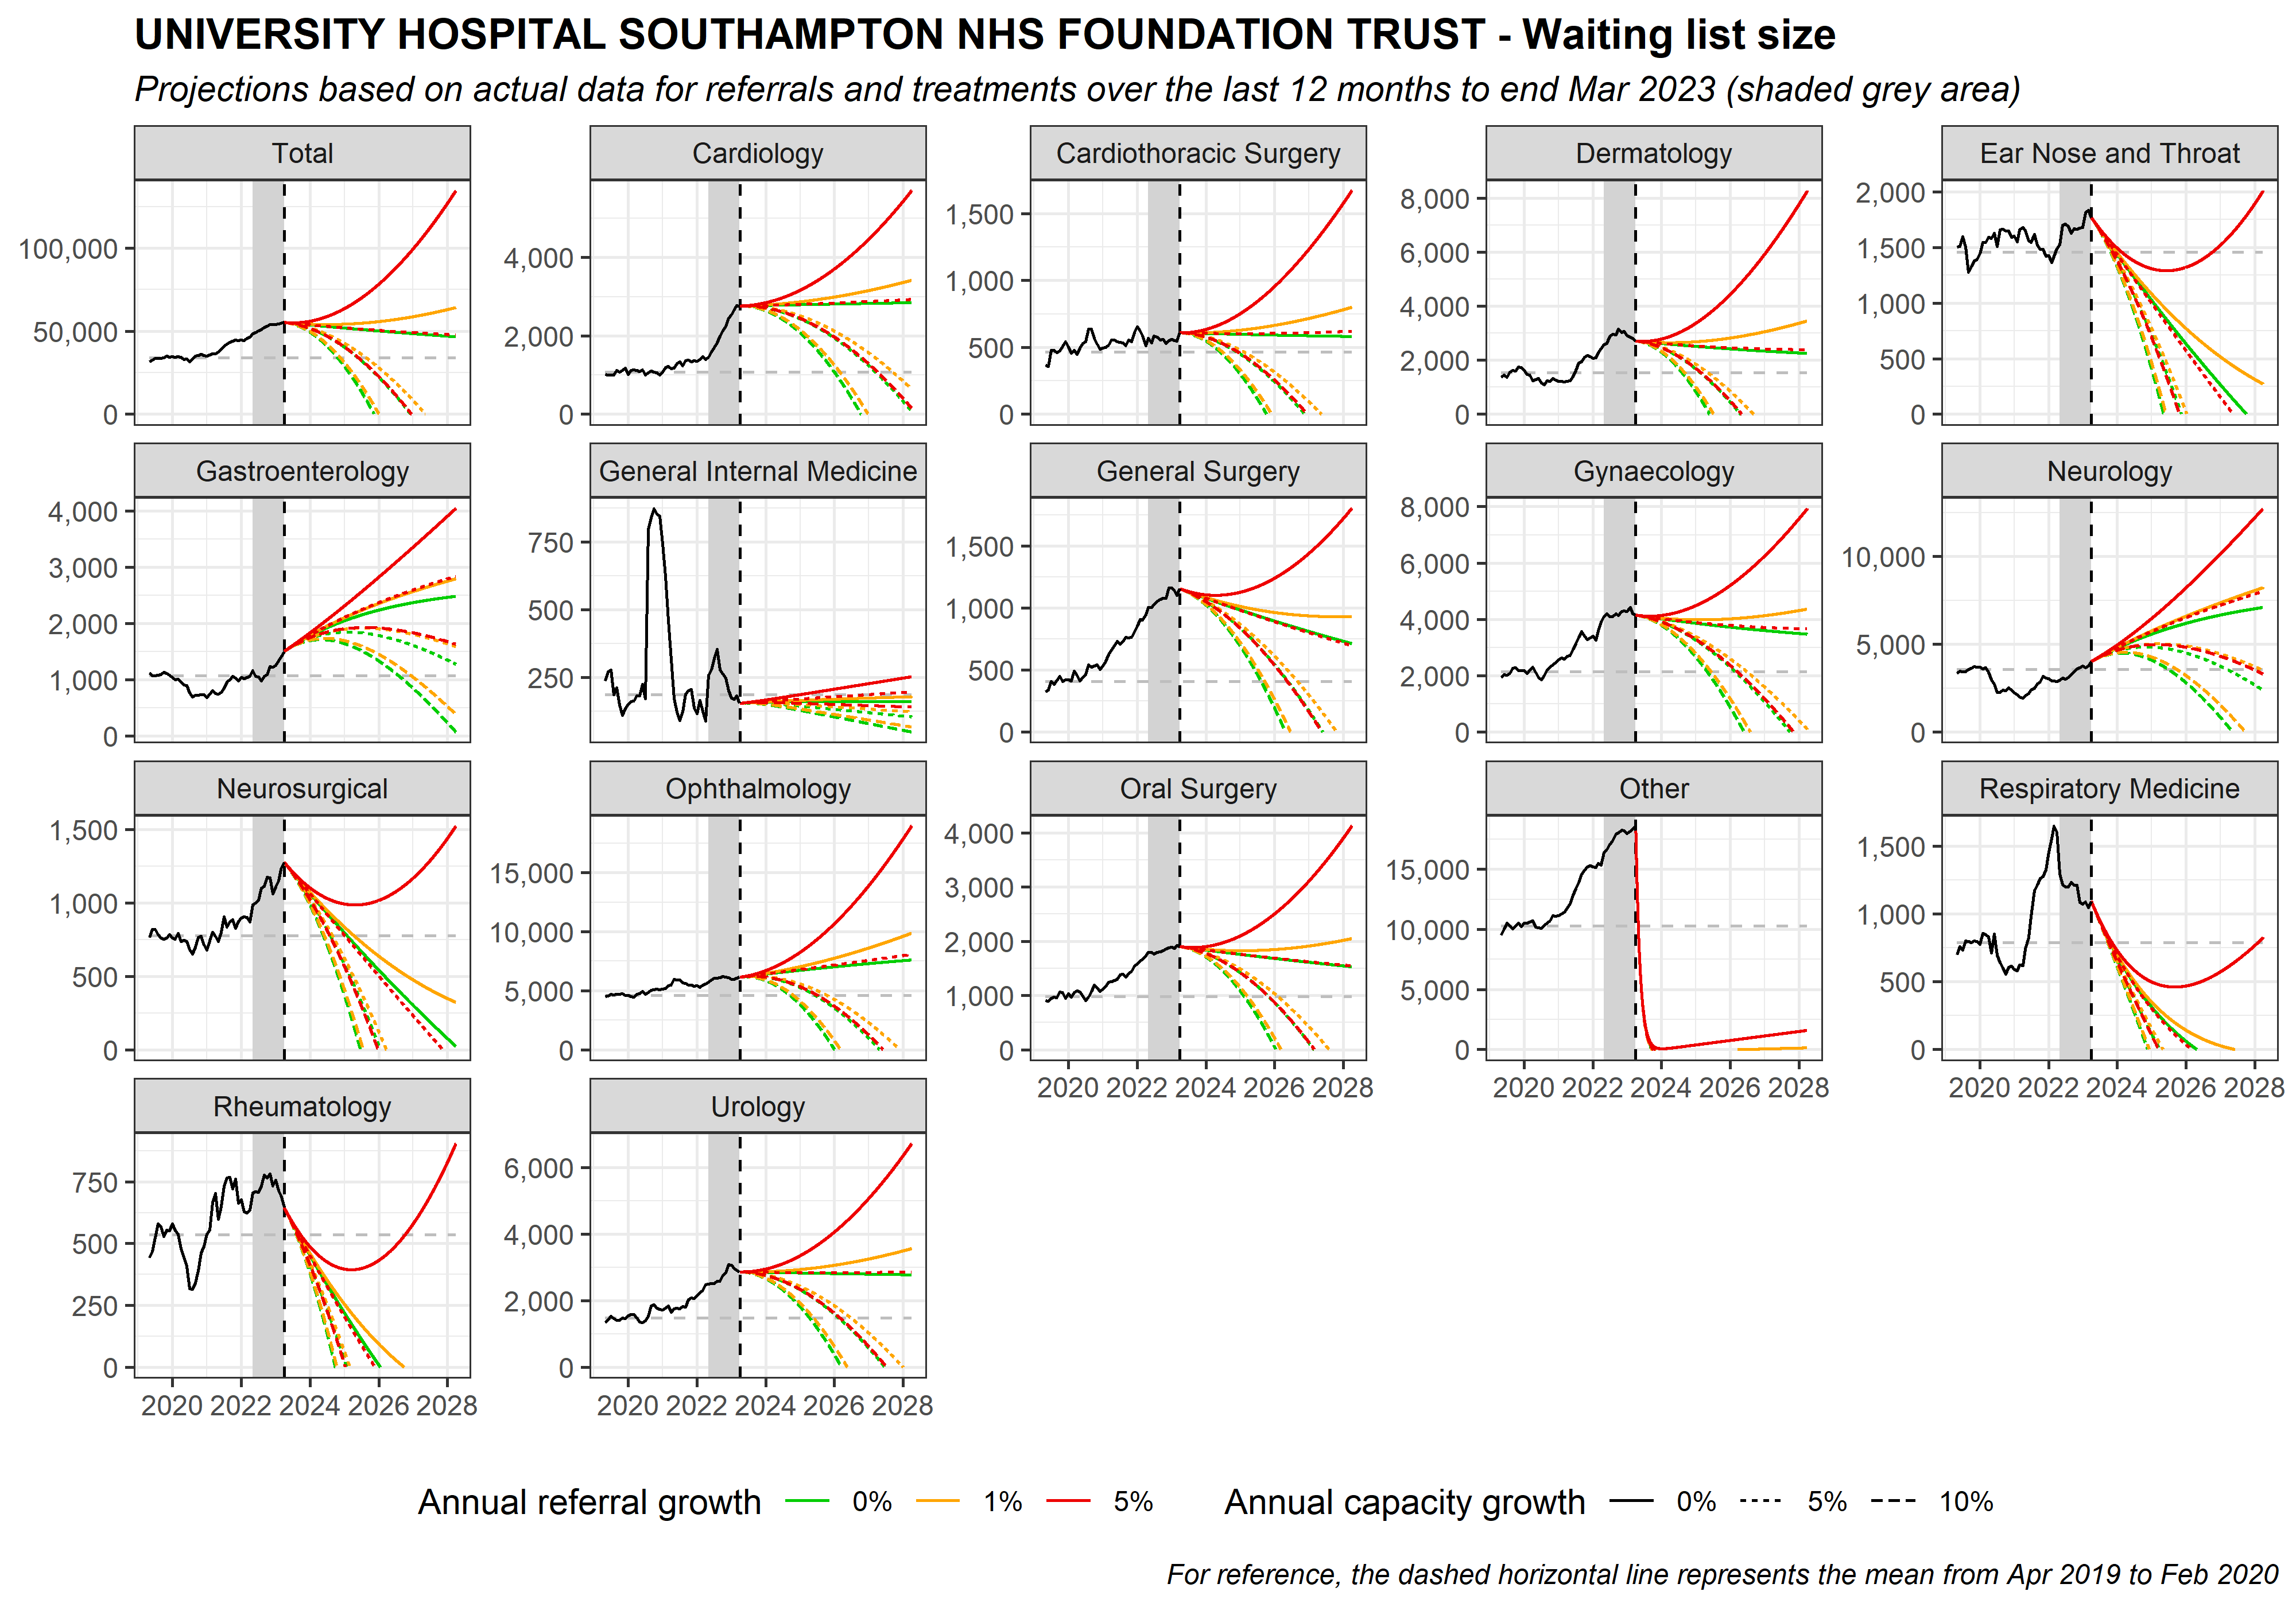 UNIVERSITY HOSPITAL SOUTHAMPTON NHS FOUNDATION TRUST - Waiting list size
Projections based on actual data for referrals and treatments over the last 12 months to end Mar 2023 (shaded grey area)
Total
100,000
50,000
0
Cardiology
4,000
2,000
0
Cardiothoracic Surgery
1,500
1,000
500
0
Dermatology
8,000
6,000
4,000
2,000
0
Ear Nose and Throat
2,000
1,500
1,000
500
0
Gastroenterology
4,000
3,000
2,000
1,000
0
General Internal Medicine
750
500
250
General Surgery
1,500
1,000
500
0
Gynaecology
8,000
6,000
4,000
2,000
0
Neurology
10,000
5,000
0
Neurosurgical
1,500
1,000
500
0
Ophthalmology
15,000
10,000
5,000
0
Oral Surgery
4,000
3,000
2,000
1,000
0
2020 2022 2024 2026 2028
Other
15,000
10,000
5,000
0
2020 2022 2024 2026 2028
Respiratory Medicine
1,500
1,000
500
0
2020 2022 2024 2026 2028
Rheumatology
750
500
250
0
2020 2022 2024 2026 2028
Urology
6,000
4,000
2,000
0
2020 2022 2024 2026 2028
Annual referral growth 0% 1% 5% Annual capacity growth 0% 5% 10%
For reference, the dashed horizontal line represents the mean from Apr 2019 to Feb 2020